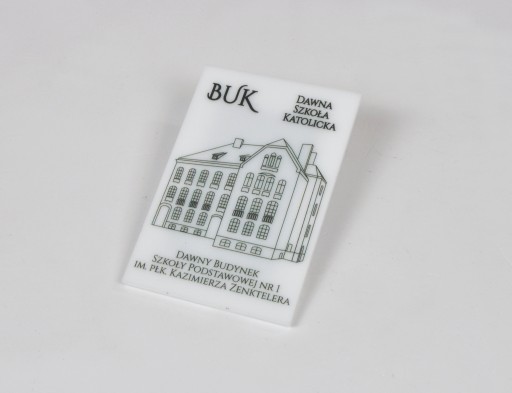 BUK
DAWNA
SZKOŁA
KATOLICKA
DAWNY BUDYNEK
SZKOŁY PODSTAWOWEJ NR 1
IM. PŁK. KAZIMIERZA ZENKTELERA